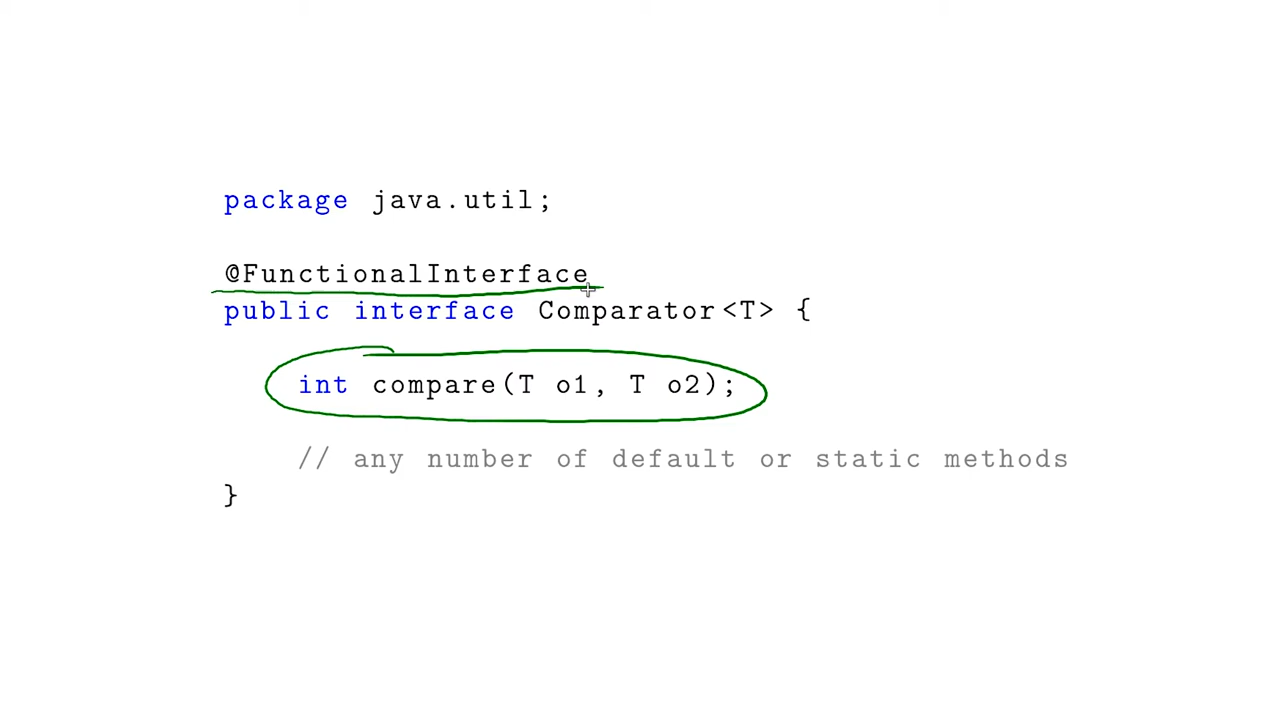 package java.util;
@FunctionalInterface
public interface Comparator<T> {
int compare(T o1, T o2);
// any number of default or static methods
}